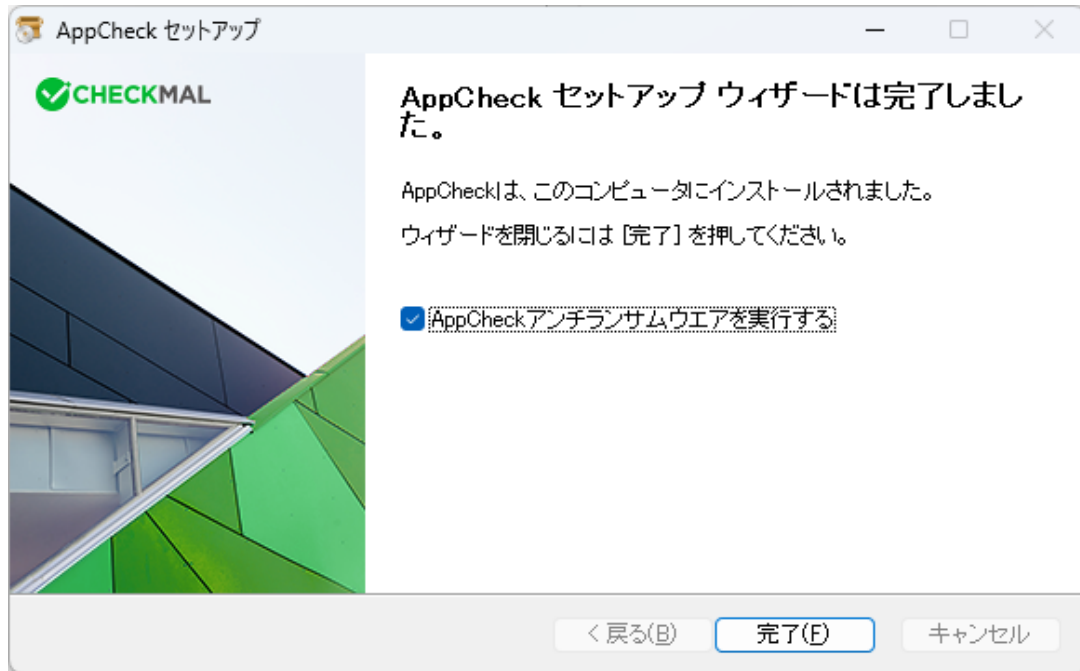 AppCheck セットアップ
CHECKMAL
AppCheck セットアップ ウィザードは完了しまし
た。
AppCheckは、このコンピュータにインストールされました。
ウィザードを閉じるには [完了] を押してください。
AppCheckアンチランサムウエアを実行する
< 戻る(B)
完了(F)
キャンセル